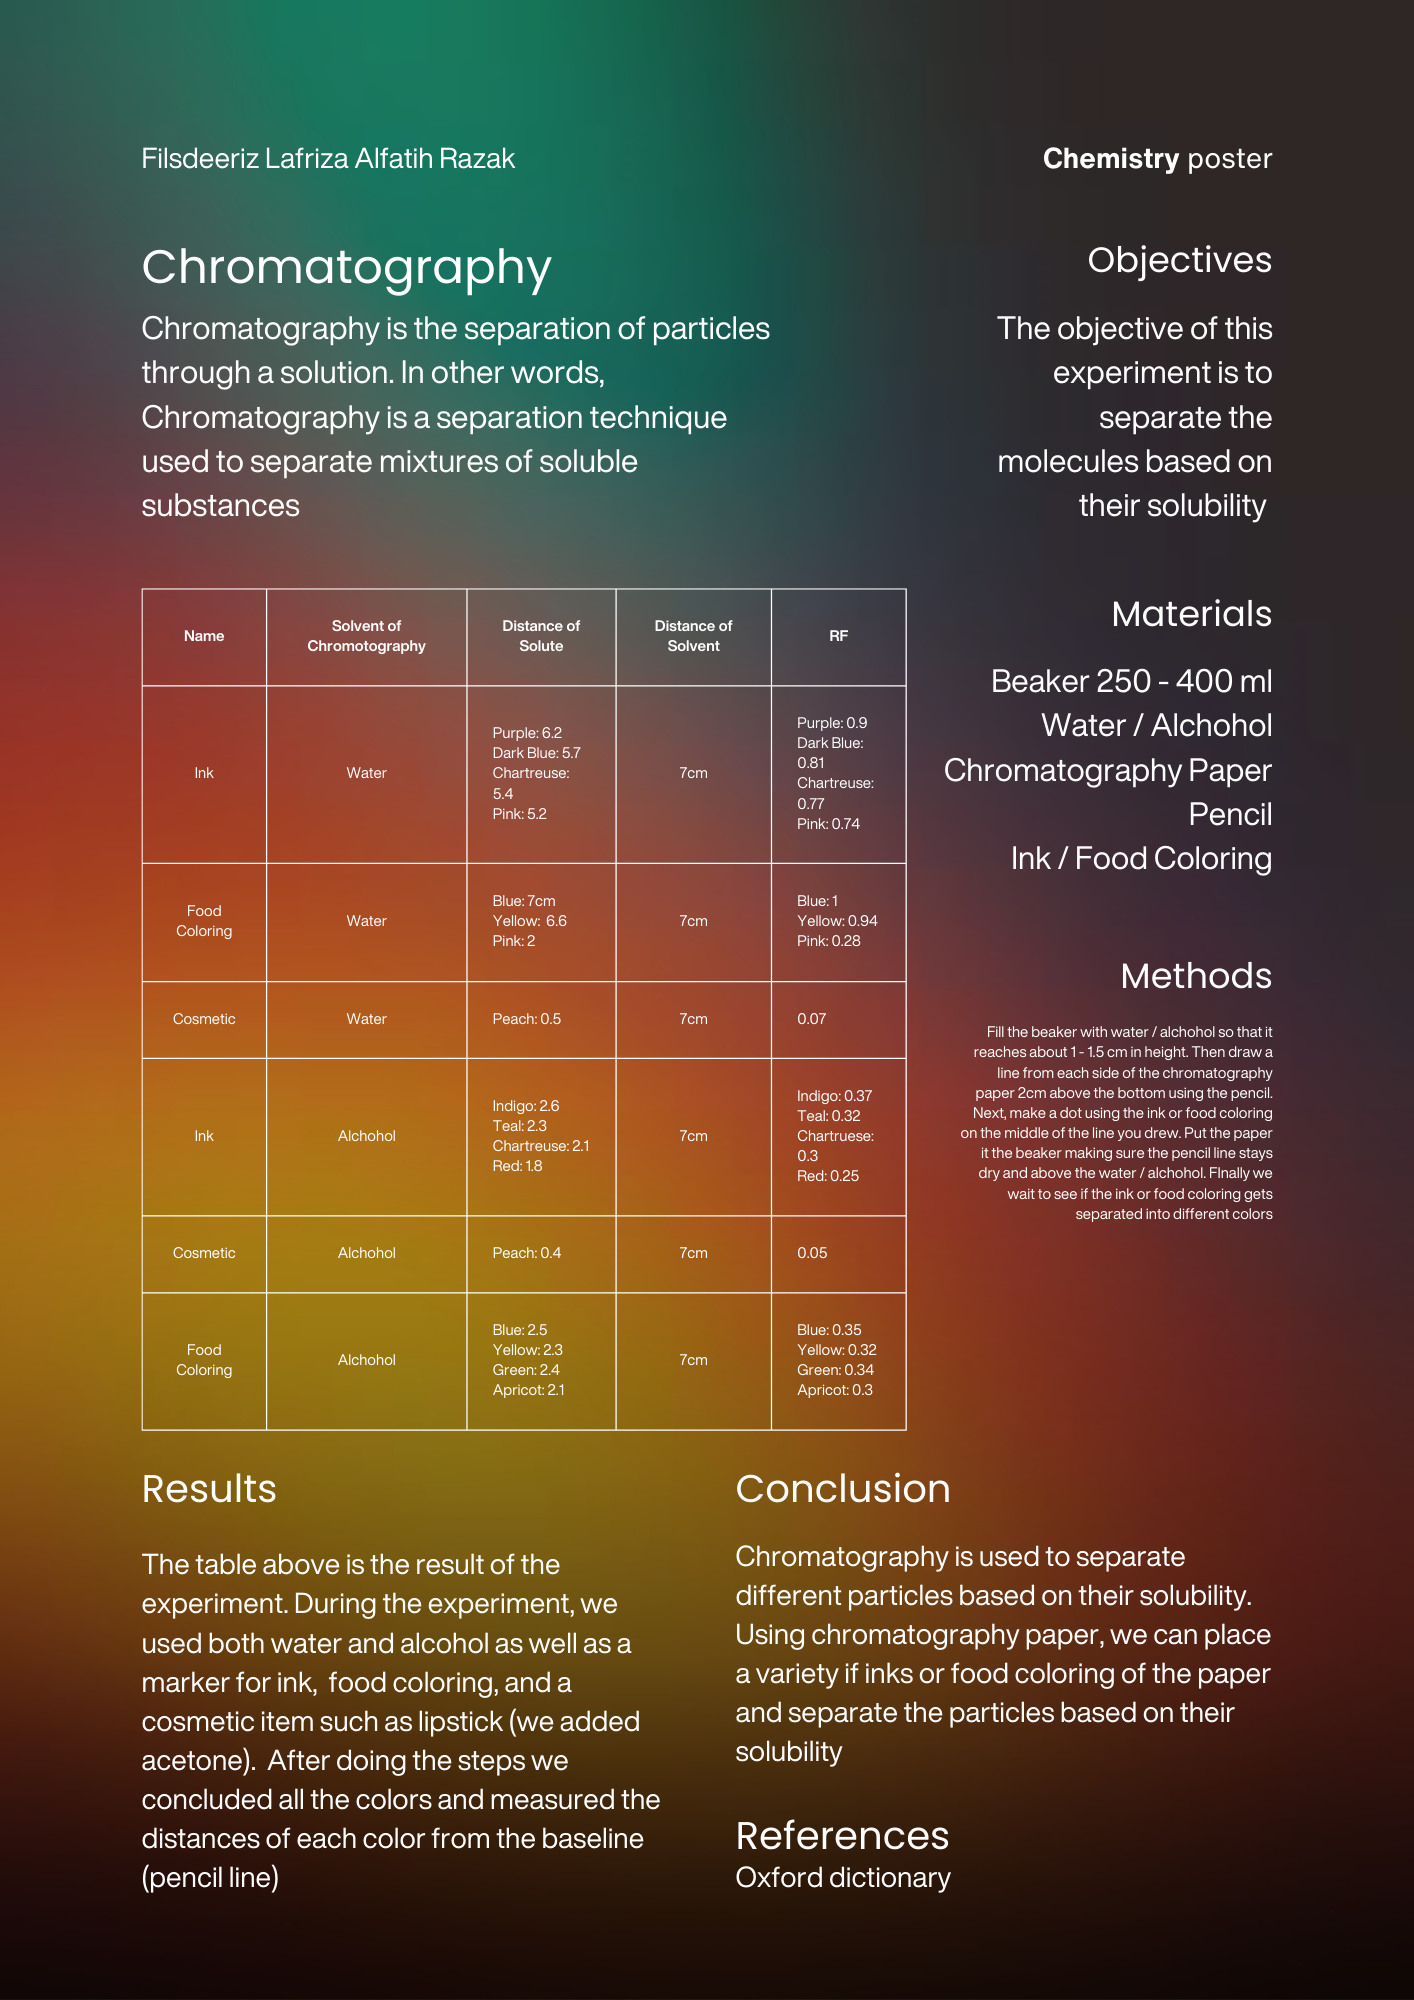 Filsdeeriz Lafriza Alfatih Razak
Chemistry poster
Chromatography
Chromatography is the separation of particles
through a solution. In other words,
Chromatography is a separation technique
used to separate mixtures of soluble
substances
Objectives
The objective of this
experiment is to
separate the
molecules based on
their solubility
Name
Solvent of
Chromotography
Distance of
Solute
Distance of
Solvent
RF
Ink
Water
Purple: 6.2
Dark Blue: 5.7
Chartreuse:
5.4
Pink: 5.2
7cm
Purple: 0.9
Dark Blue:
0.81
Chartreuse:
0.77
Pink: 0.74
Food
Coloring
Water
Blue: 7cm
Yellow:  6.6
Pink: 2
7cm
Blue: 1
Yellow: 0.94
Pink: 0.28
Cosmetic
Water
Peach: 0.5
7cm
0.07
Ink
Alchohol
Indigo: 2.6
Teal: 2.3
Chartreuse: 2.1
Red: 1.8
7cm
Indigo: 0.37
Teal: 0.32
Chartruese:
0.3
Red: 0.25
Cosmetic
Alchohol
Peach: 0.4
7cm
0.05
Food
Coloring
Alchohol
Blue: 2.5
Yellow: 2.3
Green: 2.4
Apricot: 2.1
7cm
Blue: 0.35
Yellow: 0.32
Green: 0.34
Apricot: 0.3
Materials
Beaker 250 - 400 ml
Water / Alchohol
Chromatography Paper
Pencil
Ink / Food Coloring
Methods
Fill the beaker with water / alchohol so that it
reaches about 1 - 1.5 cm in height. Then draw a
line from each side of the chromatography
paper 2cm above the bottom using the pencil.
Next, make a dot using the ink or food coloring
on the middle of the line you drew. Put the paper
it the beaker making sure the pencil line stays
dry and above the water / alchohol. FInally we
wait to see if the ink or food coloring gets
separated into different colors
Results
The table above is the result of the
experiment. During the experiment, we
used both water and alcohol as well as a
marker for ink,  food coloring, and a
cosmetic item such as lipstick (we added
acetone).  After doing the steps we
concluded all the colors and measured the
distances of each color from the baseline
(pencil line)
Conclusion
Chromatography is used to separate
different particles based on their solubility.
Using chromatography paper, we can place
a variety if inks or food coloring of the paper
and separate the particles based on their
solubility
References
Oxford dictionary